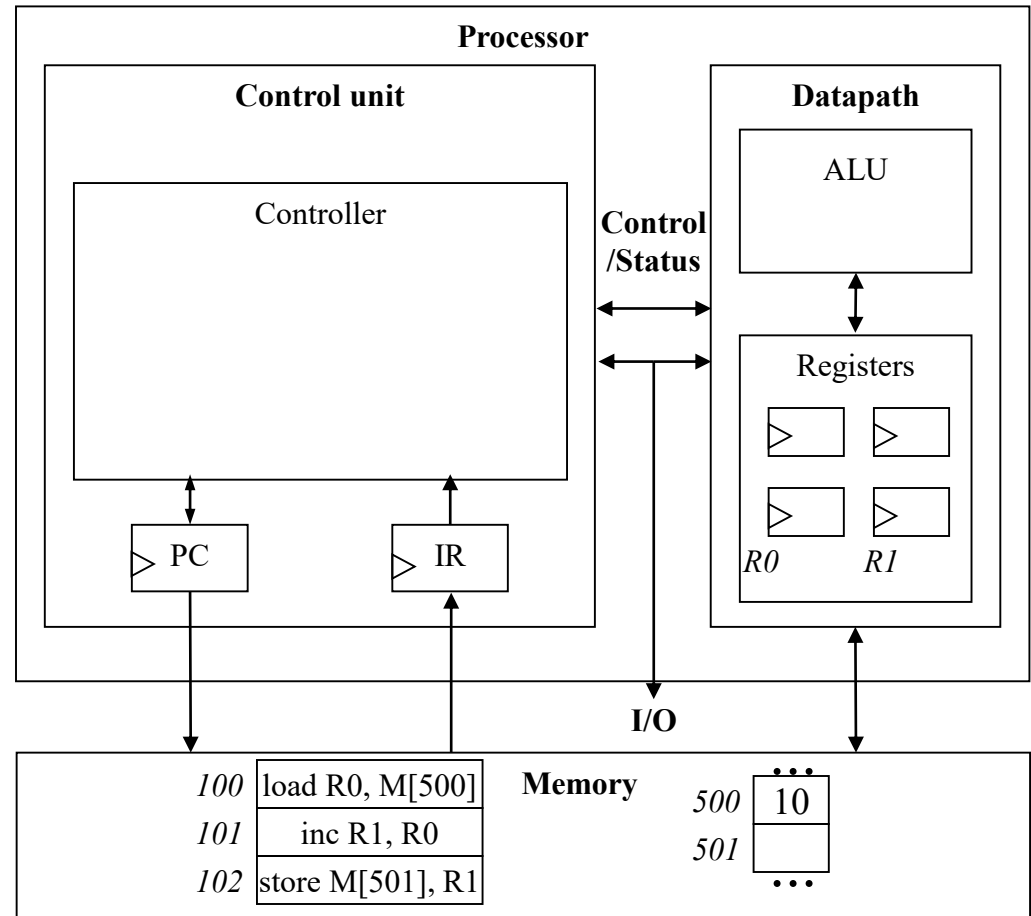 Processor
Control unit
Datapath
ALU
Controller
Control
/Status
Registers
R0
R1
PC
IR
I/O
Memory
100 load R0, M[500]
101 inc R1, R0
102 store M[501], R1
500 10
501